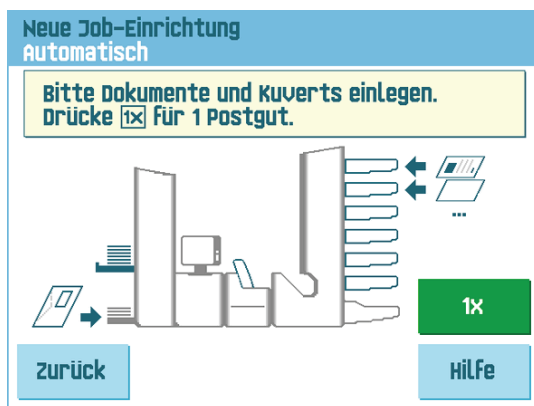 Neue Job-Einrichtung
Automatisch
Bitte Dokumente und Kuverts einlegen.
Drücke 1x für 1 Postgut.
...
1x
Zurück
Hilfe